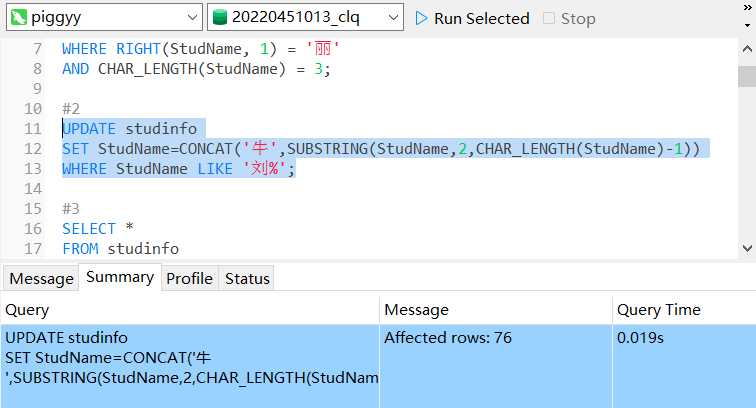 piggyy 20220451013_clq Run Selected Stop
7 WHERE RIGHT(StudName, 1) = '丽'
8 AND CHAR_LENGTH(StudName) = 3;
9
10 #2
11 UPDATE studinfo
12 SET StudName=CONCAT('牛',SUBSTRING(StudName,2,CHAR_LENGTH(StudName)-1))
13 WHERE StudName LIKE '刘%';
14
15 #3
16 SELECT *
17 FROM studinfo
Message Summary Profile Status
Query Message Query Time
UPDATE studinfo Affected rows: 76 0.019s
SET StudName=CONCAT('牛
',SUBSTRING(StudName,2,CHAR_LENGTH(StudNam